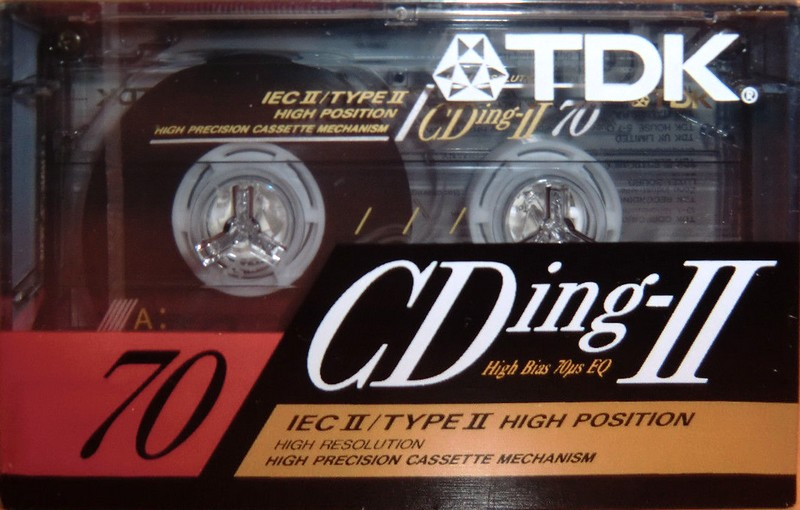 TDK®
IEC II/TYPE II
HIGH POSITION
HIGH PRECISION CASSETTE MECHANISM
CDing-II 70
A:
CDing-II
High Bias 70µs EQ
70
IEC II/TYPE II HIGH POSITION
HIGH RESOLUTION
HIGH PRECISION CASSETTE MECHANISM